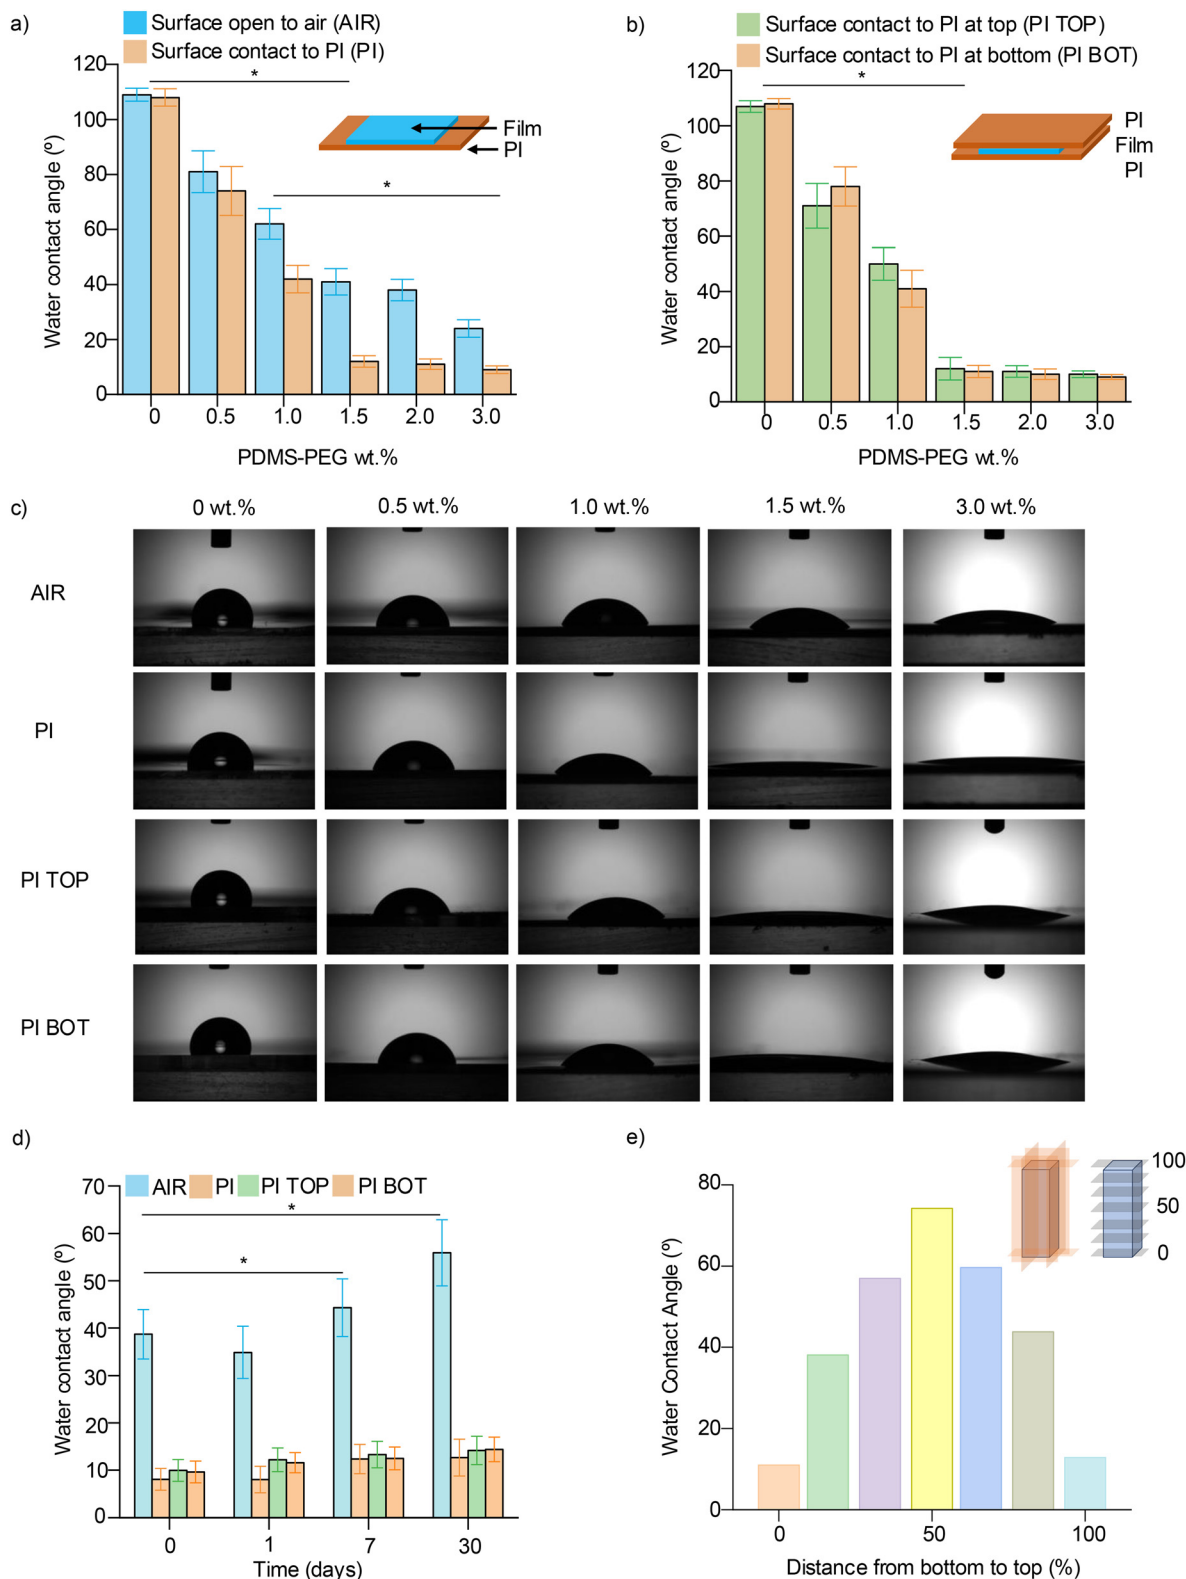 a)
Surface open to air (AIR)
Surface contact to PI (PI)
120
100
80
60
40
20
0
Water contact angle (º)
*
*
Film
PI
0 0.5 1.0 1.5 2.0 3.0
PDMS-PEG wt.%
b)
Surface contact to PI at top (PI TOP)
Surface contact to PI at bottom (PI BOT)
120
100
80
60
40
20
0
Water contact angle (º)
*
PI
Film
PI
0 0.5 1.0 1.5 2.0 3.0
PDMS-PEG wt.%
c)
0 wt.% 0.5 wt.% 1.0 wt.% 1.5 wt.% 3.0 wt.%
AIR
PI
PI TOP
PI BOT
d)
AIR PI PI TOP PI BOT
70
60
50
40
30
20
10
0
Water contact angle (º)
*
*
0 1 7 30
Time (days)
e)
80
60
40
20
0
Water Contact Angle (º)
100
50
0
0 50 100
Distance from bottom to top (%)